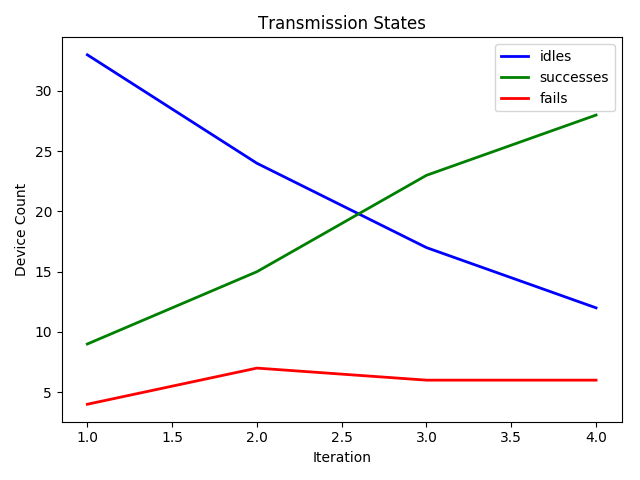 Transmission States
idles
successes
fails
Device Count
30
25
20
15
10
5
1.0 1.5 2.0 2.5 3.0 3.5 4.0
Iteration